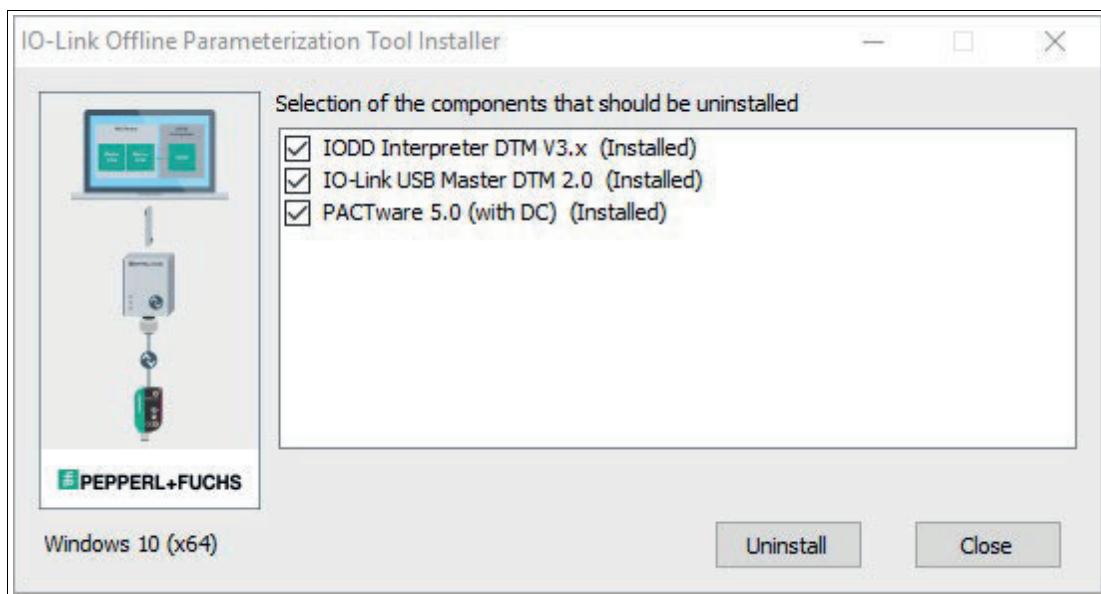 IO-Link Offline Parameterization Tool Installer
Selection of the components that should be uninstalled
IODD Interpreter DTM V3.x (Installed)
IO-Link USB Master DTM 2.0 (Installed)
PACTware 5.0 (with DC) (Installed)
PEPPERL+FUCHS
Windows 10 (x64)
Uninstall
Close